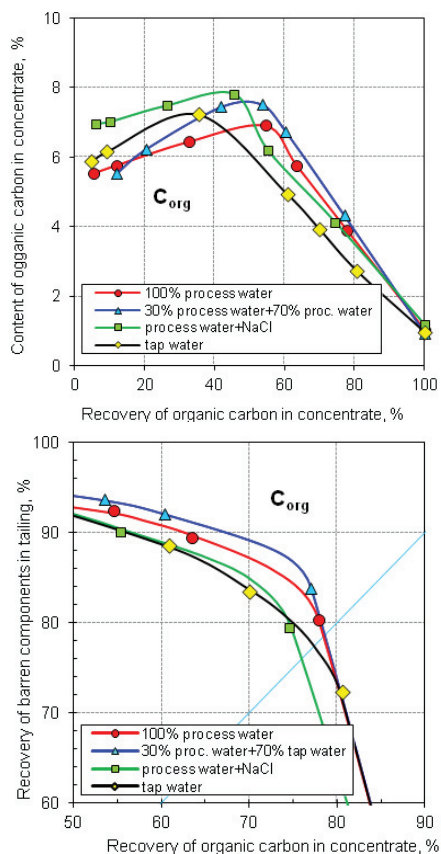 Content of ogganic carbon in concentrate, %
10
8
6
4
2
0
C org
100% process water
30% process water+70% proc. water
process water+NaCl
tap water
0 20 40 60 80 100
Recovery of organic carbon in concentrate, %
Recovery of barren components in tailing, %
100
90
80
70
60
C org
100% process water
30% proc. water+70% tap water
process water+NaCl
tap water
50 60 70 80 90
Recovery of organic carbon in concentrate, %